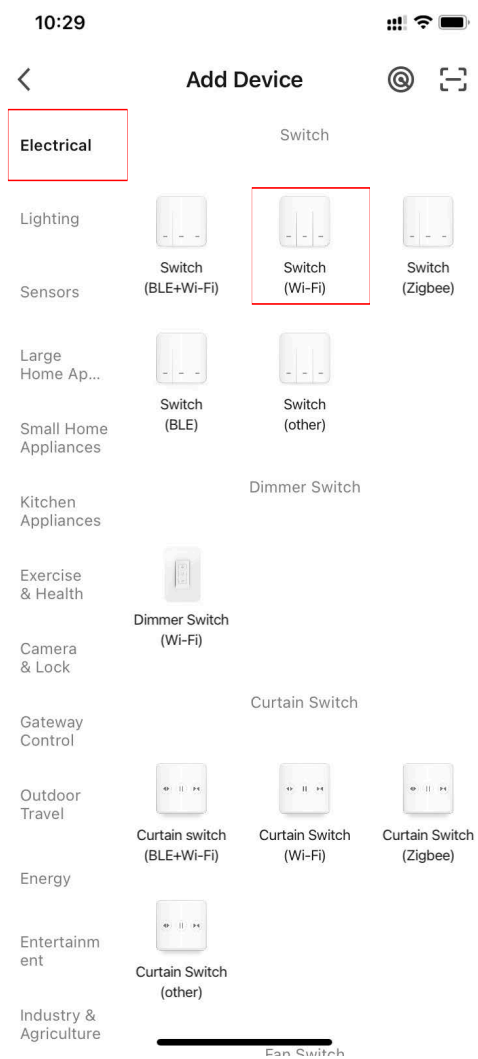 10:29
Add Device
Electrical
Lighting
Sensors
Large
Home Ap...
Small Home
Appliances
Kitchen
Appliances
Exercise
& Health
Camera
& Lock
Gateway
Control
Outdoor
Travel
Energy
Entertainm
ent
Industry &
Agriculture
Switch
Switch
(BLE+Wi-Fi)
Switch
(Wi-Fi)
Switch
(Zigbee)
Switch
(BLE)
Switch
(other)
Dimmer Switch
Dimmer Switch
(Wi-Fi)
Curtain Switch
Curtain switch
(BLE+Wi-Fi)
Curtain Switch
(Wi-Fi)
Curtain Switch
(Zigbee)
Curtain Switch
(other)
Fan Switch